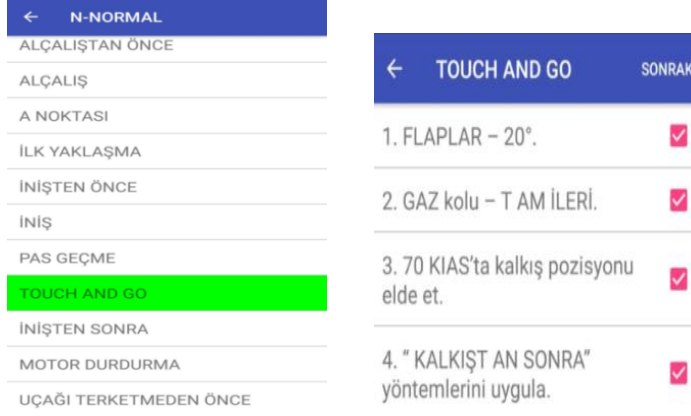 N-NORMAL
ALÇALIŞTAN ÖNCE
ALÇALIŞ
A NOKTASI
İLK YAKLAŞMA
İNİŞTEN ÖNCE
İNİŞ
PAS GEÇME
TOUCH AND GO
İNİŞTEN SONRA
MOTOR DURDURMA
UÇAĞI TERKETMEDEN ÖNCE
TOUCH AND GO SONRAK
1. FLAPLAR – 20°.
2. GAZ kolu – T AM İLERİ.
3. 70 KIAS’ta kalkış pozisyonu
elde et.
4. “ KALKIŞT AN SONRA”
yöntemlerini uygula.